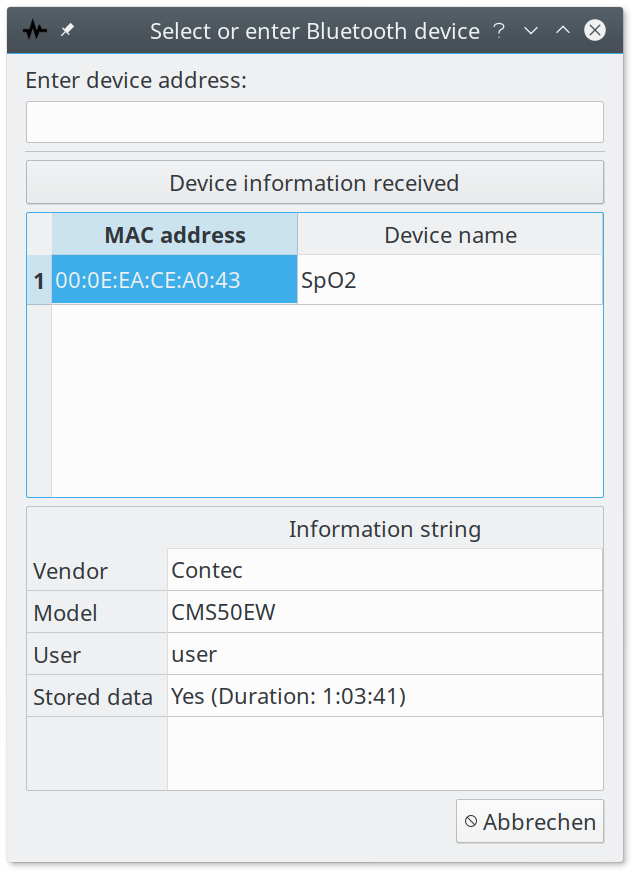 Select or enter Bluetooth device
Enter device address:
Device information received
MAC address Device name
1 00:0E:EA:CE:A0:43 SpO2
Information string
Vendor Contec
Model CMS50EW
User user
Stored data Yes (Duration: 1:03:41)
Abbrechen